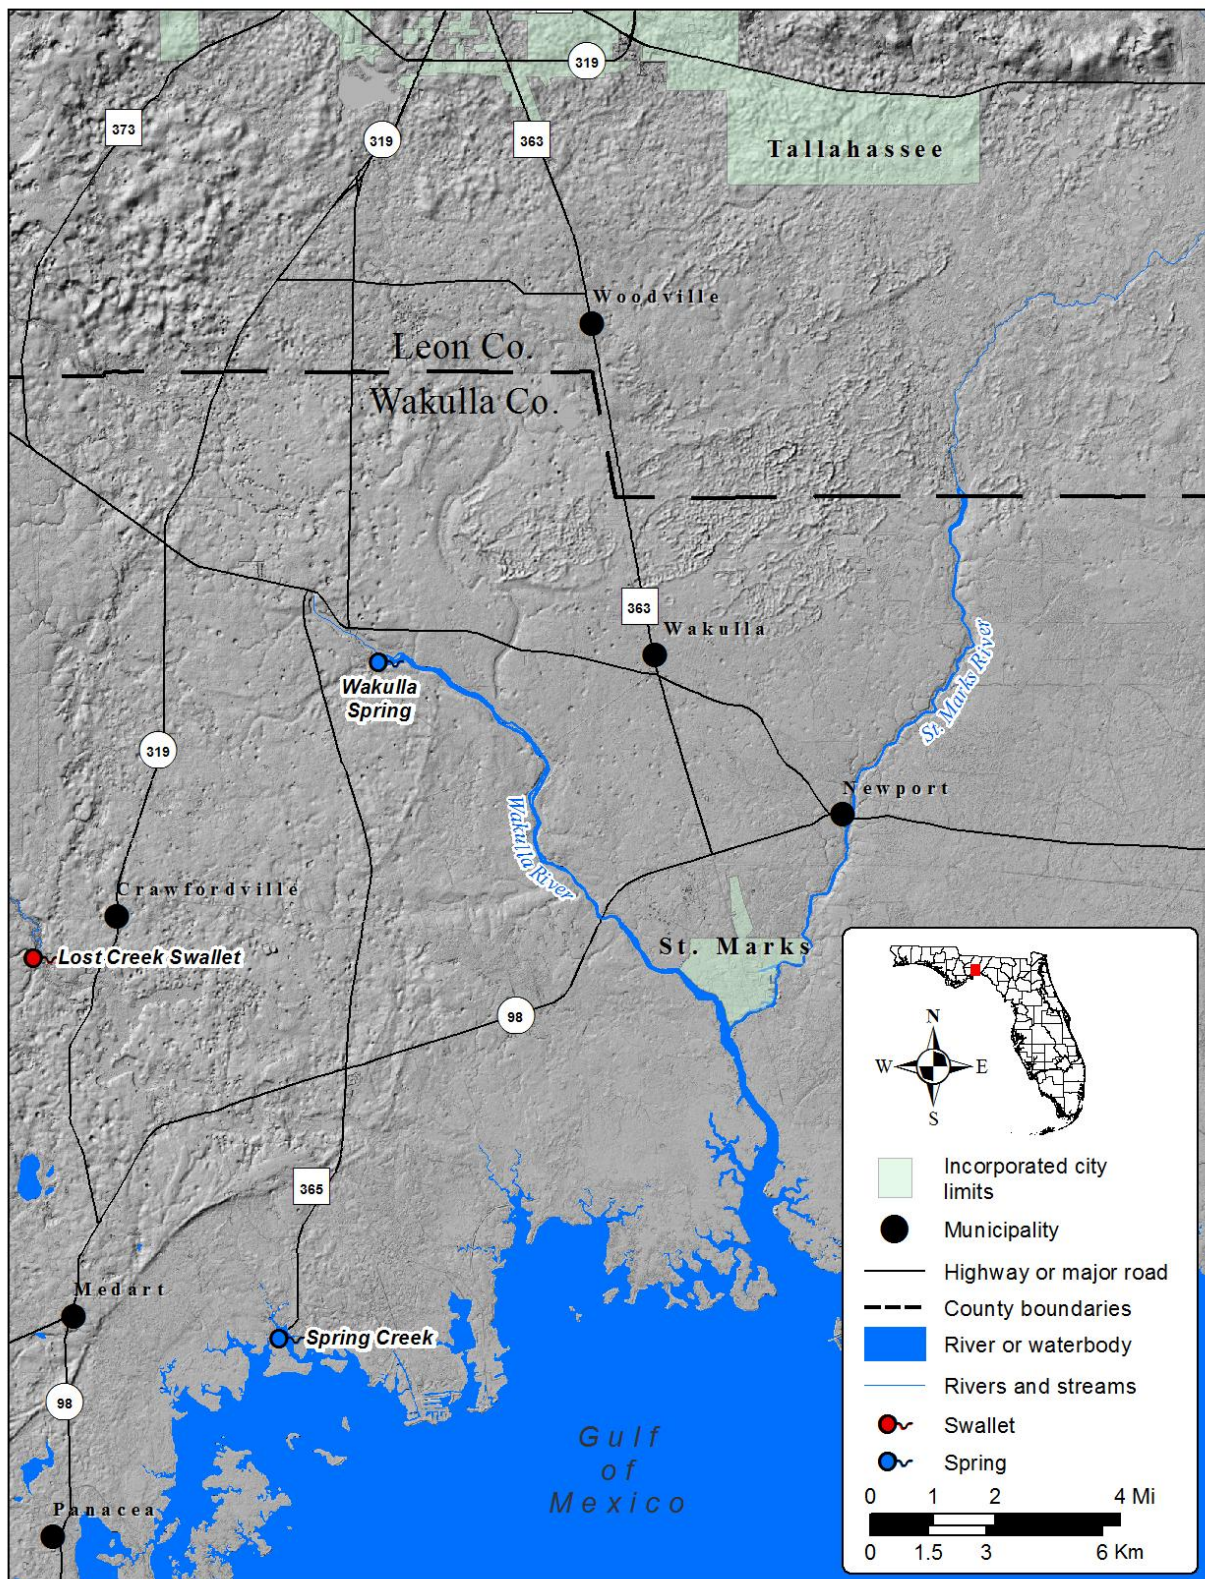 319
373
319
363
Tallahassee
Woodville
Leon Co.
Wakulla Co.
363
Wakulla
Wakulla
Spring
St. Marks River
319
Newport
Wakulla River
Crawfordville
St. Marks
Lost Creek Swallet
98
N
W
E
S
Incorporated city
limits
365
Municipality
Highway or major road
Medart
County boundaries
Spring Creek
River or waterbody
Rivers and streams
98
Swallet
Gulf
of
Mexico
Spring
Panacea
0 1 2 4 Mi
0 1.5 3 6 Km